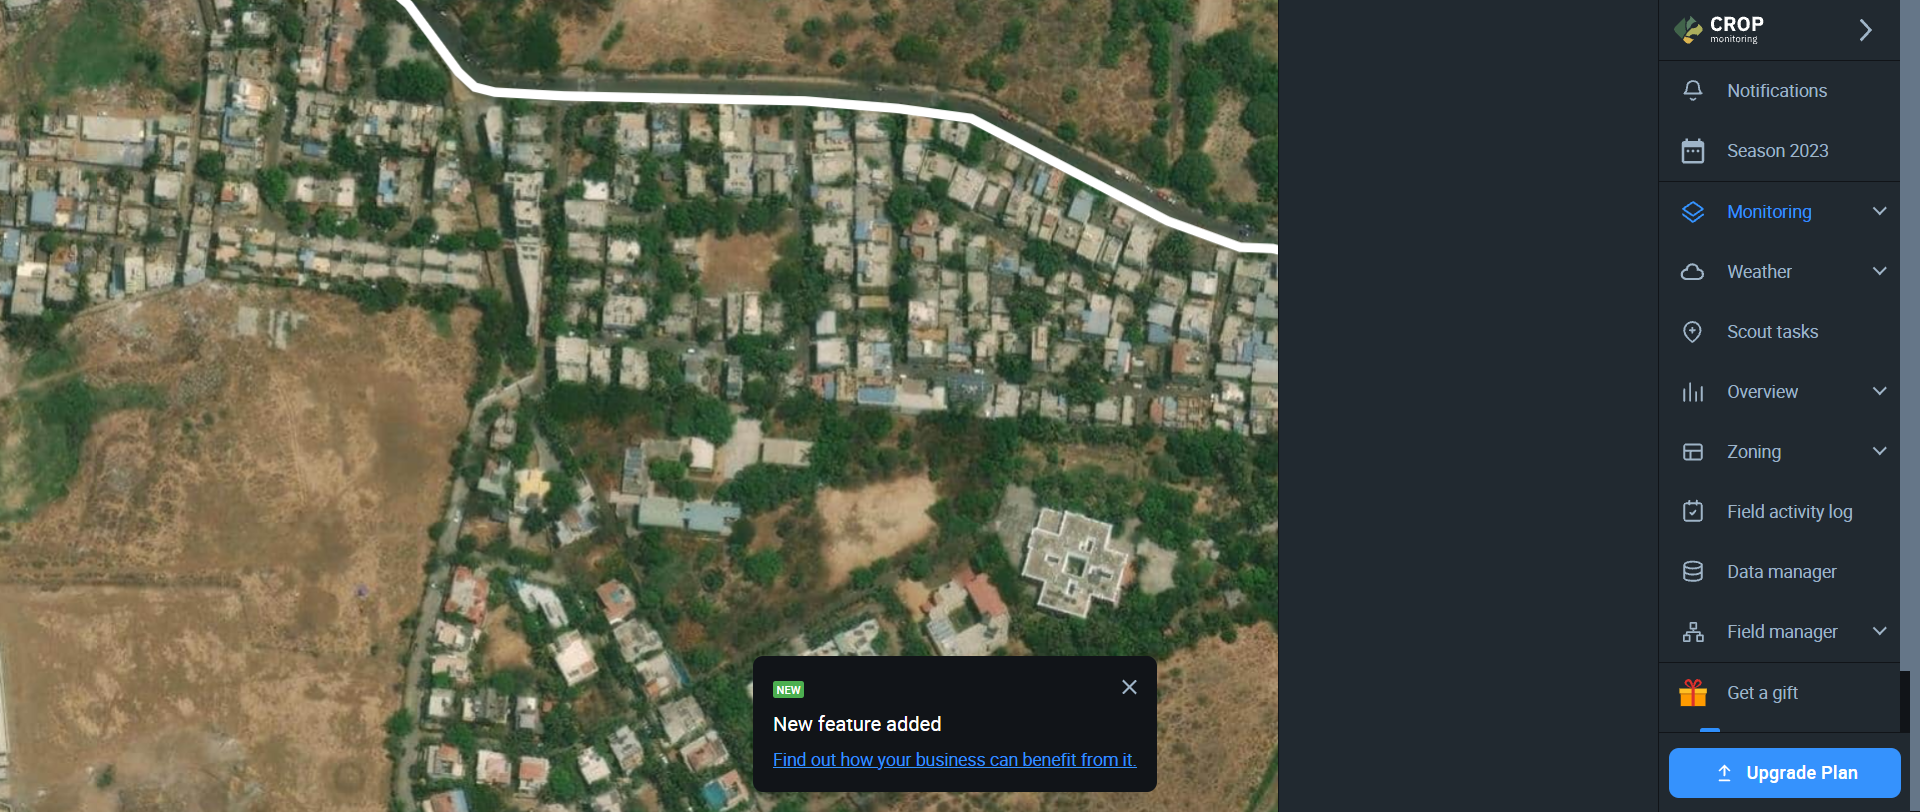 CROP
monitoring
Notifications
Season 2023
Monitoring
Weather
Scout tasks
Overview
Zoning
Field activity log
Data manager
Field manager
Get a gift
Upgrade Plan
NEW
New feature added
Find out how your business can benefit from it.